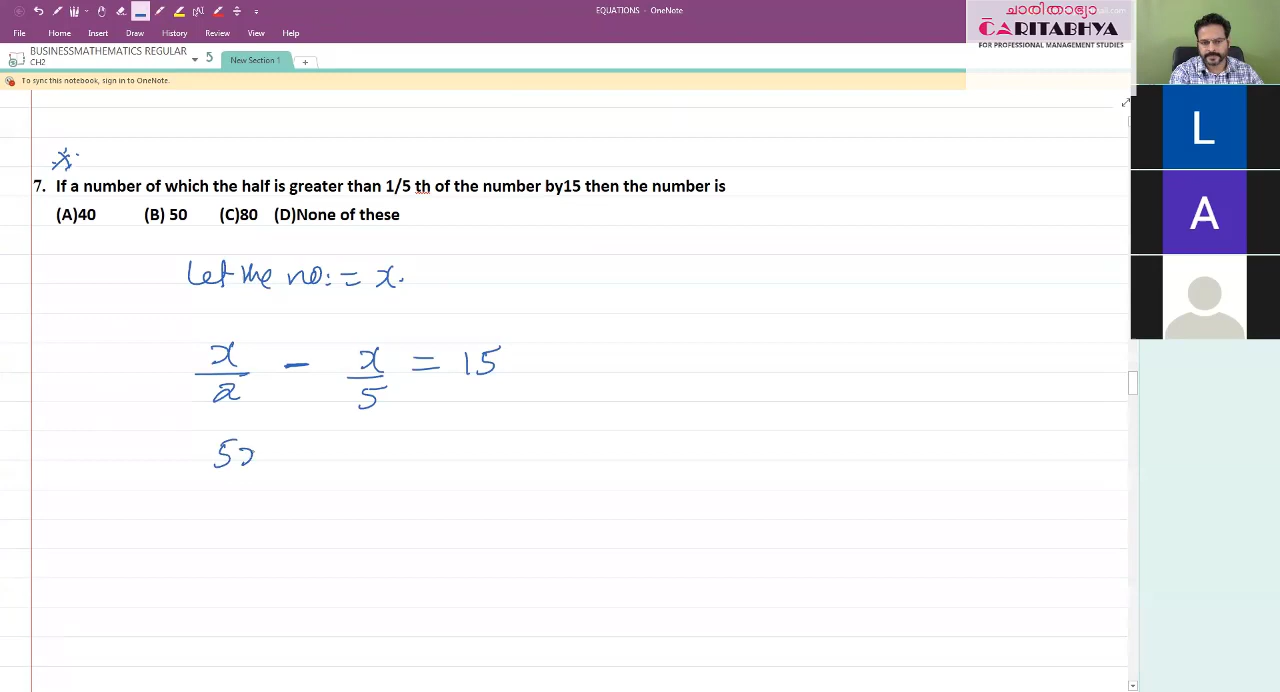 EQUATIONS - OneNote
File Home Insert Draw History Review View Help
BUSINESSMATHEMATICS REGULAR
CH2
New Section 1
To sync this notebook, sign in to OneNote.
ചാരിതാഭ്യാ
CARITABHYA
FOR PROFESSIONAL MANAGEMENT STUDIES
L
A
x
7. If a number of which the half is greater than 1/5 th of the number by15 then the number is
(A)40 (B) 50 (C)80 (D)None of these
Let the no: = x.
x/2 - x/5 = 15
5x